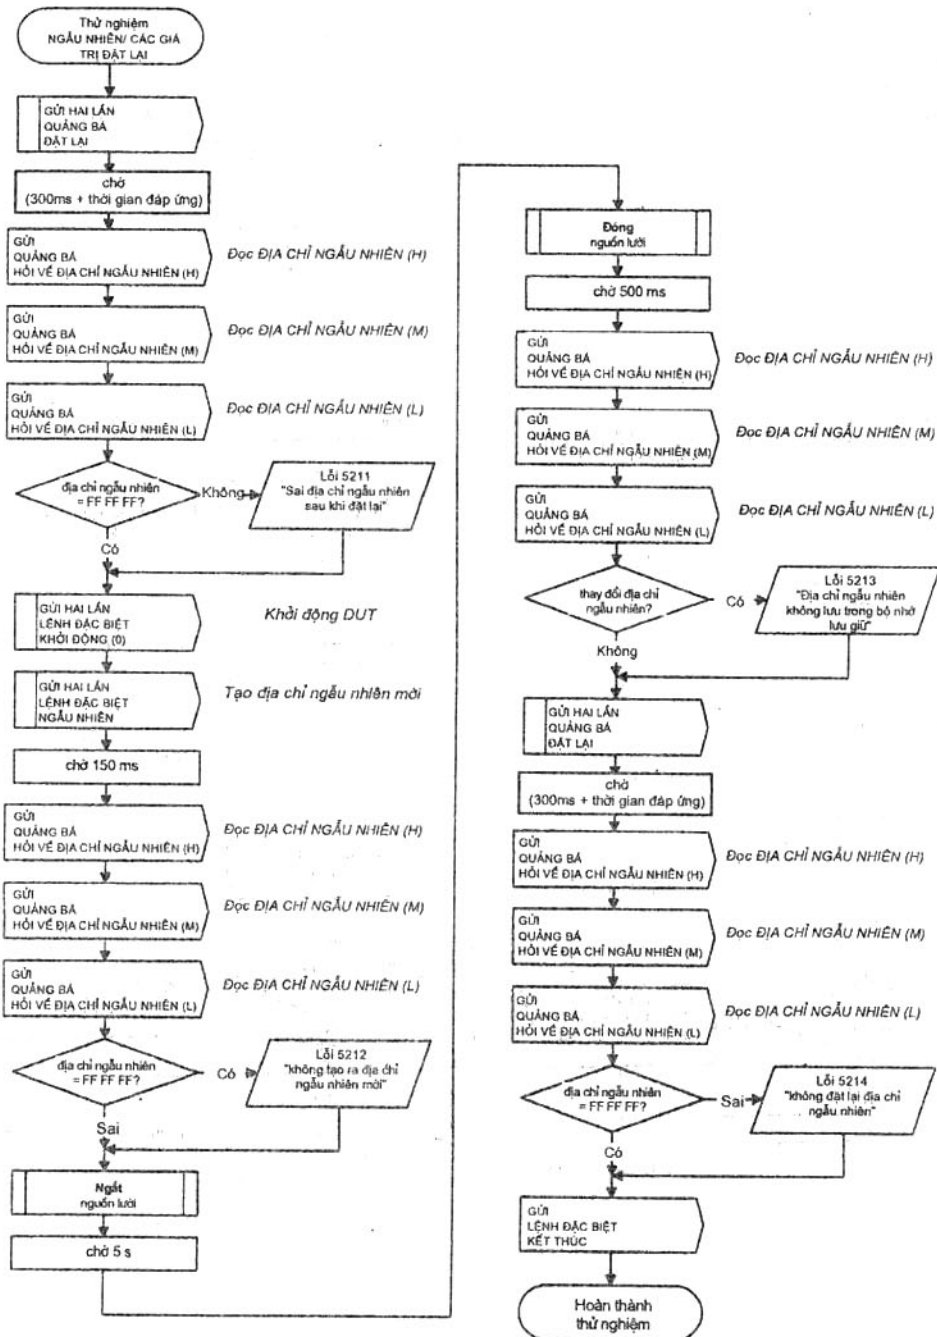 Thử nghiệm
NGẪU NHIÊN/ CÁC GIÁ
TRỊ ĐẶT LẠI
GỬI HAI LẦN
QUẢNG BÁ
ĐẶT LẠI
chờ
(300ms + thời gian đáp ứng)
GỬI
QUẢNG BÁ
HỎI VỀ ĐỊA CHỈ NGẪU NHIÊN (H)
Đọc ĐỊA CHỈ NGẪU NHIÊN (H)
GỬI
QUẢNG BÁ
HỎI VỀ ĐỊA CHỈ NGẪU NHIÊN (M)
Đọc ĐỊA CHỈ NGẪU NHIÊN (M)
GỬI
QUẢNG BÁ
HỎI VỀ ĐỊA CHỈ NGẪU NHIÊN (L)
Đọc ĐỊA CHỈ NGẪU NHIÊN (L)
địa chỉ ngẫu nhiên
= FF FF FF?
Không
Lỗi 5211
"Sai địa chỉ ngẫu nhiên
sau khi đặt lại"
Có
GỬI HAI LẦN
LỆNH ĐẶC BIỆT
KHỞI ĐỘNG (0)
Khởi động DUT
GỬI HAI LẦN
LỆNH ĐẶC BIỆT
NGẪU NHIÊN
Tạo địa chỉ ngẫu nhiên mới
chờ 150 ms
GỬI
QUẢNG BÁ
HỎI VỀ ĐỊA CHỈ NGẪU NHIÊN (H)
Đọc ĐỊA CHỈ NGẪU NHIÊN (H)
GỬI
QUẢNG BÁ
HỎI VỀ ĐỊA CHỈ NGẪU NHIÊN (M)
Đọc ĐỊA CHỈ NGẪU NHIÊN (M)
GỬI
QUẢNG BÁ
HỎI VỀ ĐỊA CHỈ NGẪU NHIÊN (L)
Đọc ĐỊA CHỈ NGẪU NHIÊN (L)
địa chỉ ngẫu nhiên
= FF FF FF?
Có
Lỗi 5212
"không tạo ra địa chỉ
ngẫu nhiên mới"
Sai
Ngắt
nguồn lưới
chờ 5 s
Đóng
nguồn lưới
chờ 500 ms
GỬI
QUẢNG BÁ
HỎI VỀ ĐỊA CHỈ NGẪU NHIÊN (H)
Đọc ĐỊA CHỈ NGẪU NHIÊN (H)
GỬI
QUẢNG BÁ
HỎI VỀ ĐỊA CHỈ NGẪU NHIÊN (M)
Đọc ĐỊA CHỈ NGẪU NHIÊN (M)
GỬI
QUẢNG BÁ
HỎI VỀ ĐỊA CHỈ NGẪU NHIÊN (L)
Đọc ĐỊA CHỈ NGẪU NHIÊN (L)
thay đổi địa chỉ
ngẫu nhiên?
Có
Lỗi 5213
"Địa chỉ ngẫu nhiên
không lưu trong bộ nhớ
lưu giữ"
Không
GỬI HAI LẦN
QUẢNG BÁ
ĐẶT LẠI
chờ
(300ms + thời gian đáp ứng)
GỬI
QUẢNG BÁ
HỎI VỀ ĐỊA CHỈ NGẪU NHIÊN (H)
Đọc ĐỊA CHỈ NGẪU NHIÊN (H)
GỬI
QUẢNG BÁ
HỎI VỀ ĐỊA CHỈ NGẪU NHIÊN (M)
Đọc ĐỊA CHỈ NGẪU NHIÊN (M)
GỬI
QUẢNG BÁ
HỎI VỀ ĐỊA CHỈ NGẪU NHIÊN (L)
Đọc ĐỊA CHỈ NGẪU NHIÊN (L)
địa chỉ ngẫu nhiên
= FF FF FF?
Sai
Lỗi 5214
"không đặt lại địa chỉ
ngẫu nhiên"
Có
GỬI
LỆNH ĐẶC BIỆT
KẾT THÚC
Hoàn thành
thử nghiệm